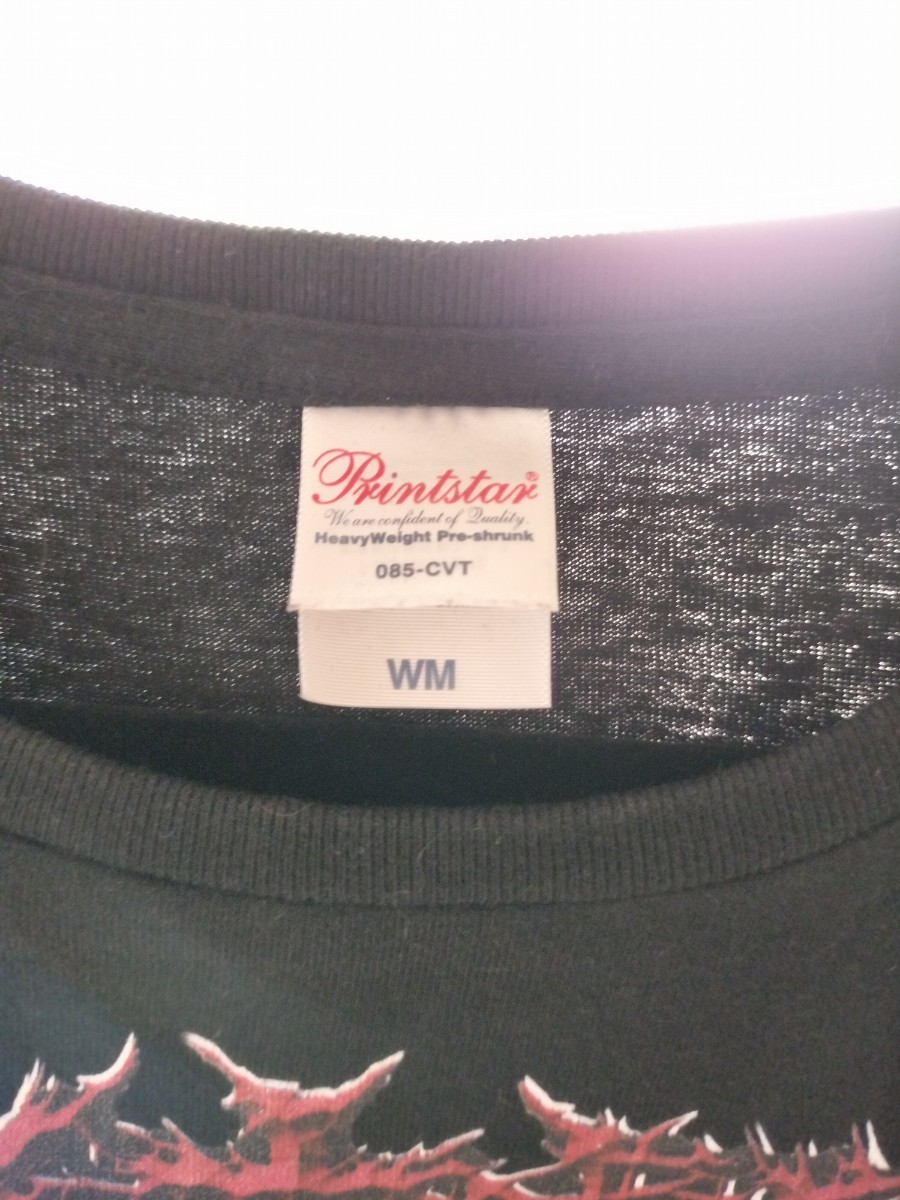 Printstar®
We are confident of Quality.
HeavyWeight Pre-shrunk
085-CVT
WM